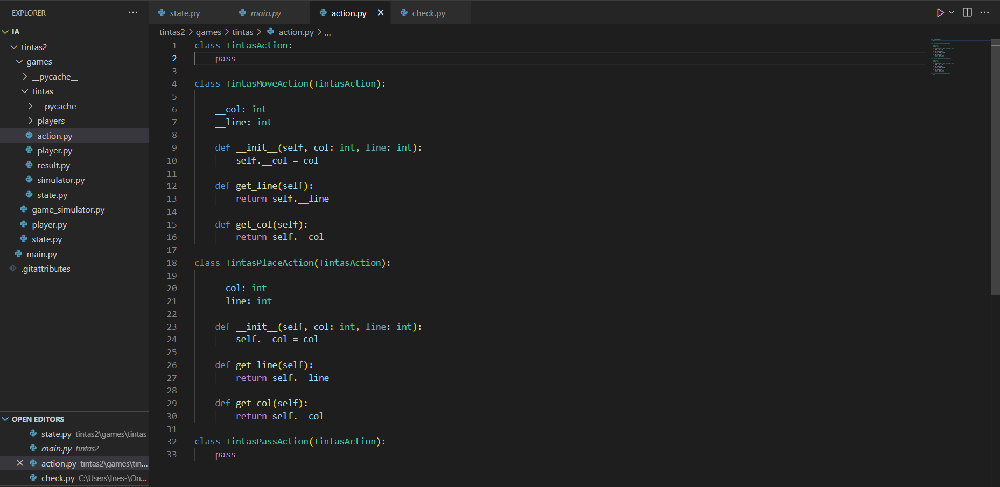 EXPLORER
IA
tintas2
games
__pycache__
tintas
__pycache__
players
action.py
player.py
result.py
simulator.py
state.py
game_simulator.py
player.py
state.py
main.py
.gitattributes
OPEN EDITORS
state.py tintas2\games\tintas
main.py tintas2
action.py tintas2\games\tin...
check.py C:\Users\Ines-\On...
state.py main.py action.py check.py
tintas2 > games > tintas > action.py > ...
1 class TintasAction:
2     pass
3
4 class TintasMoveAction(TintasAction):
5
6     __col: int
7     __line: int
8
9     def __init__(self, col: int, line: int):
10         self.__col = col
11
12     def get_line(self):
13         return self.__line
14
15     def get_col(self):
16         return self.__col
17
18 class TintasPlaceAction(TintasAction):
19
20     __col: int
21     __line: int
22
23     def __init__(self, col: int, line: int):
24         self.__col = col
25
26     def get_line(self):
27         return self.__line
28
29     def get_col(self):
30         return self.__col
31
32 class TintasPassAction(TintasAction):
33     pass